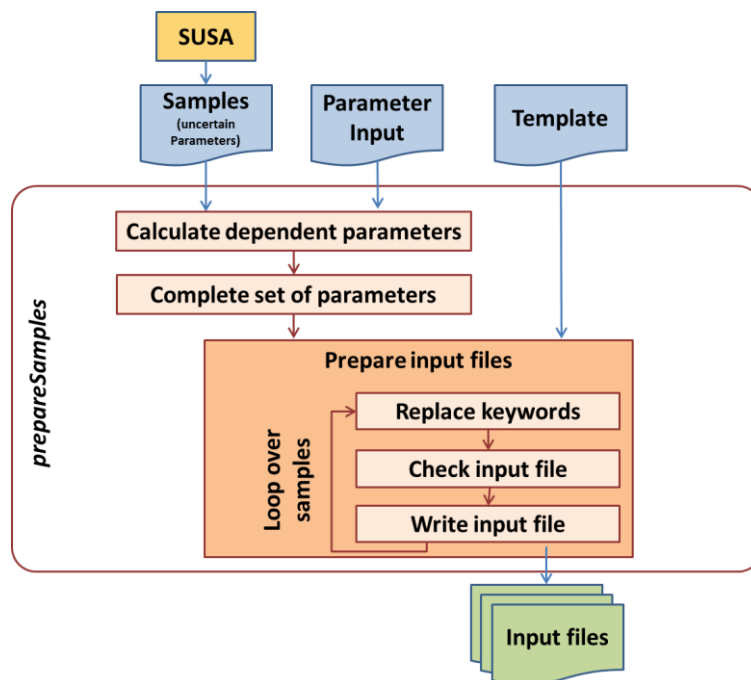 SUSA
Samples
(uncertain
Parameters)
Parameter
Input
Template
Calculate dependent parameters
Complete set of parameters
prepareSamples
Prepare input files
Loop over
samples
Replace keywords
Check input file
Write input file
Input files